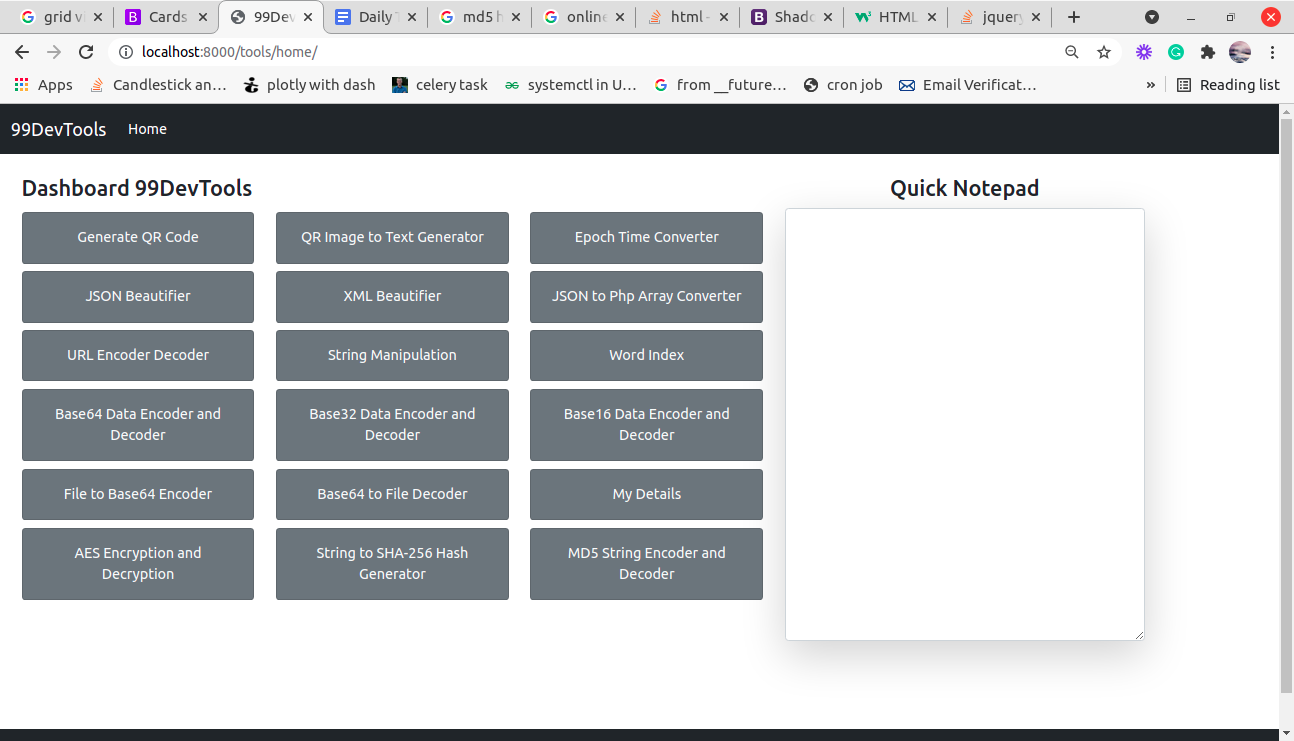 grid vi
Cards
99Dev
Daily T
md5 h
online
html -
Shado
HTML
jquery
localhost:8000/tools/home/
Apps
Candlestick an...
plotly with dash
celery task
systemctl in U...
from __future...
cron job
Email Verificat...
»
Reading list
99DevTools
Home
Dashboard 99DevTools
Quick Notepad
Generate QR Code
QR Image to Text Generator
Epoch Time Converter
JSON Beautifier
XML Beautifier
JSON to Php Array Converter
URL Encoder Decoder
String Manipulation
Word Index
Base64 Data Encoder and
Decoder
Base32 Data Encoder and
Decoder
Base16 Data Encoder and
Decoder
File to Base64 Encoder
Base64 to File Decoder
My Details
AES Encryption and
Decryption
String to SHA-256 Hash
Generator
MD5 String Encoder and
Decoder